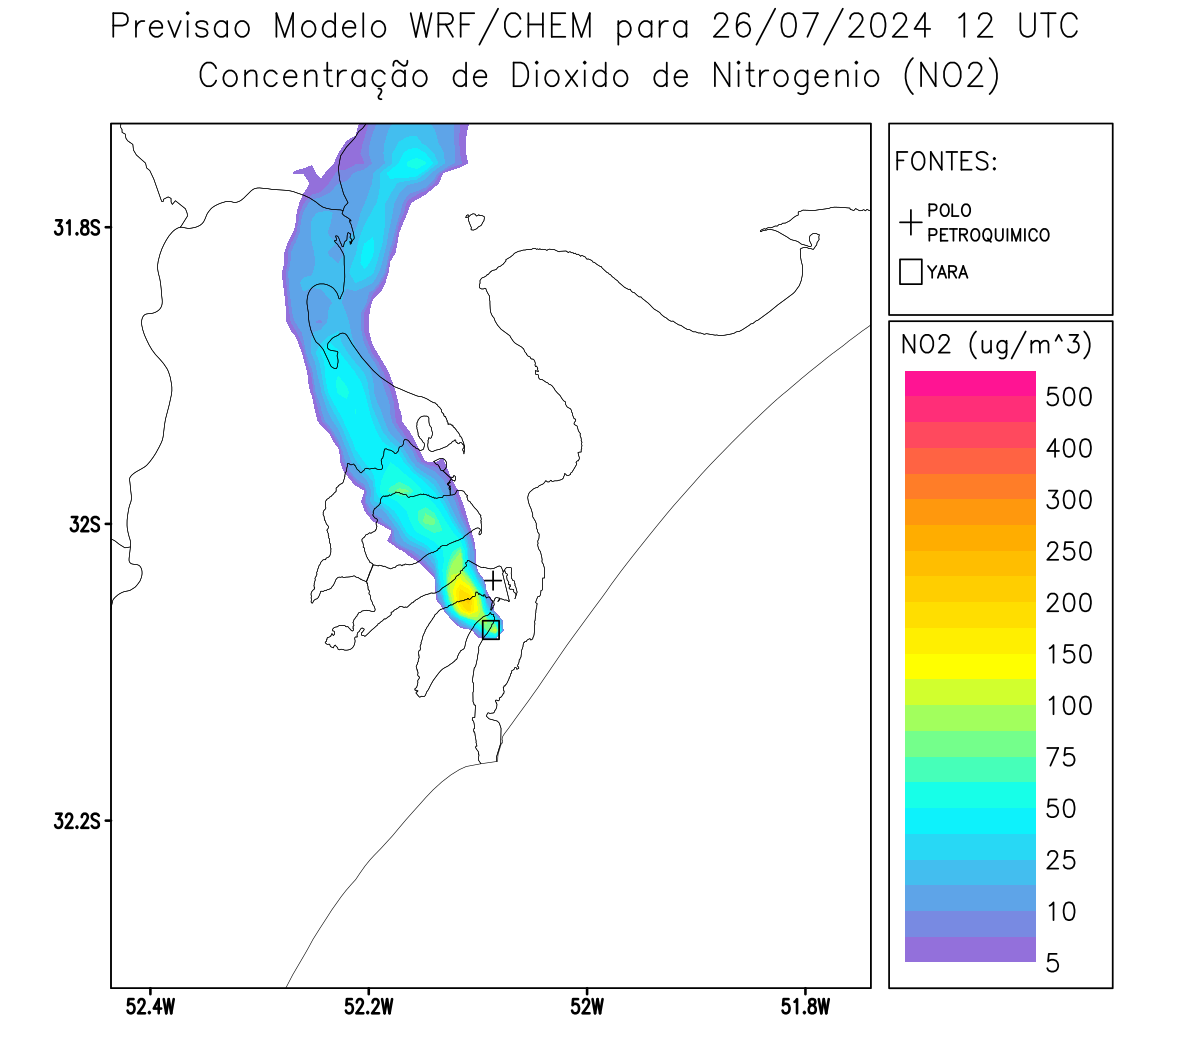 Previsao Modelo WRF/CHEM para 26/07/2024 12 UTC
Concentração de Dioxido de Nitrogenio (NO2)
FONTES:
POLO
PETROQUIMICO
YARA
NO2 (ug/m^3)
500
400
300
250
200
150
100
75
50
25
10
5
31.8S
32S
32.2S
52.4W
52.2W
52W
51.8W